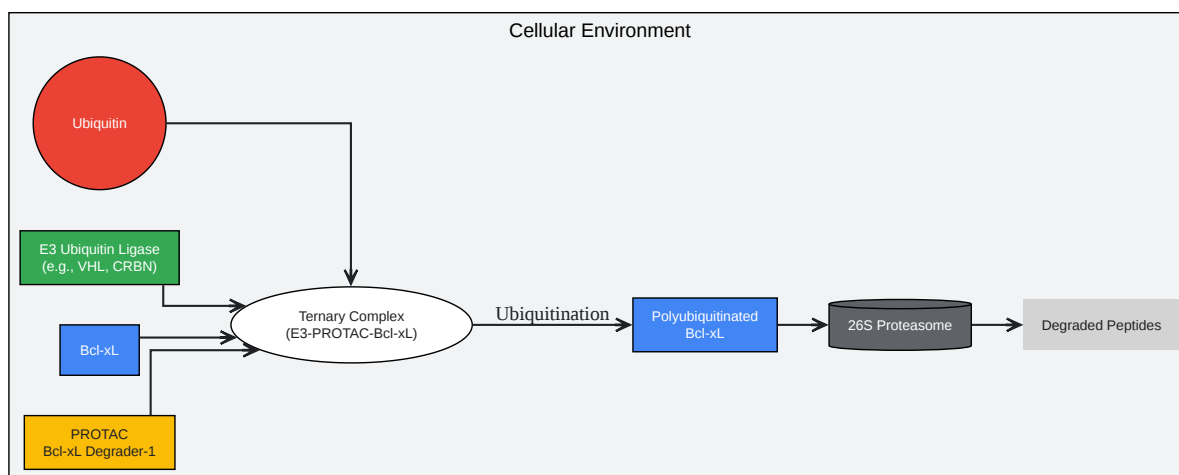 Cellular Environment
Ubiquitin
E3 Ubiquitin Ligase
(e.g., VHL, CRBN)
Bcl-xL
PROTAC
Bcl-xL Degrader-1
Ternary Complex
(E3-PROTAC-Bcl-xL)
Ubiquitination
Polyubiquitinated
Bcl-xL
26S Proteasome
Degraded Peptides